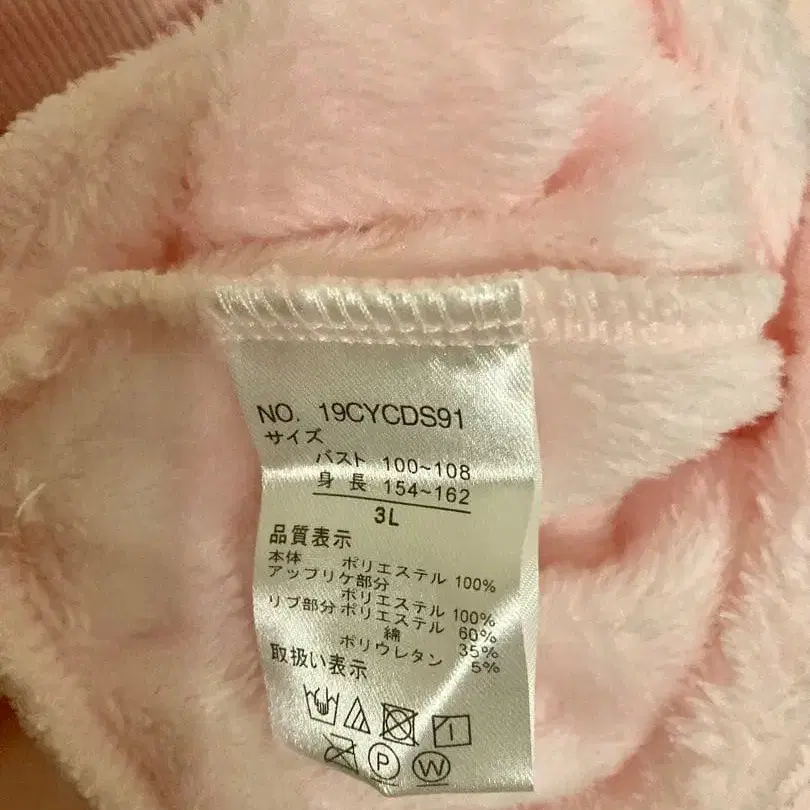 NO. 19CYCDS91
サイズ
バスト 100~108
身長 154~162
3L
品質表示
本体 ポリエステル 100%
アップリケ部分
ポリエステル 100%
リブ部分 ポリエステル 60%
綿 35%
ポリウレタン 5%
取扱い表示
P W